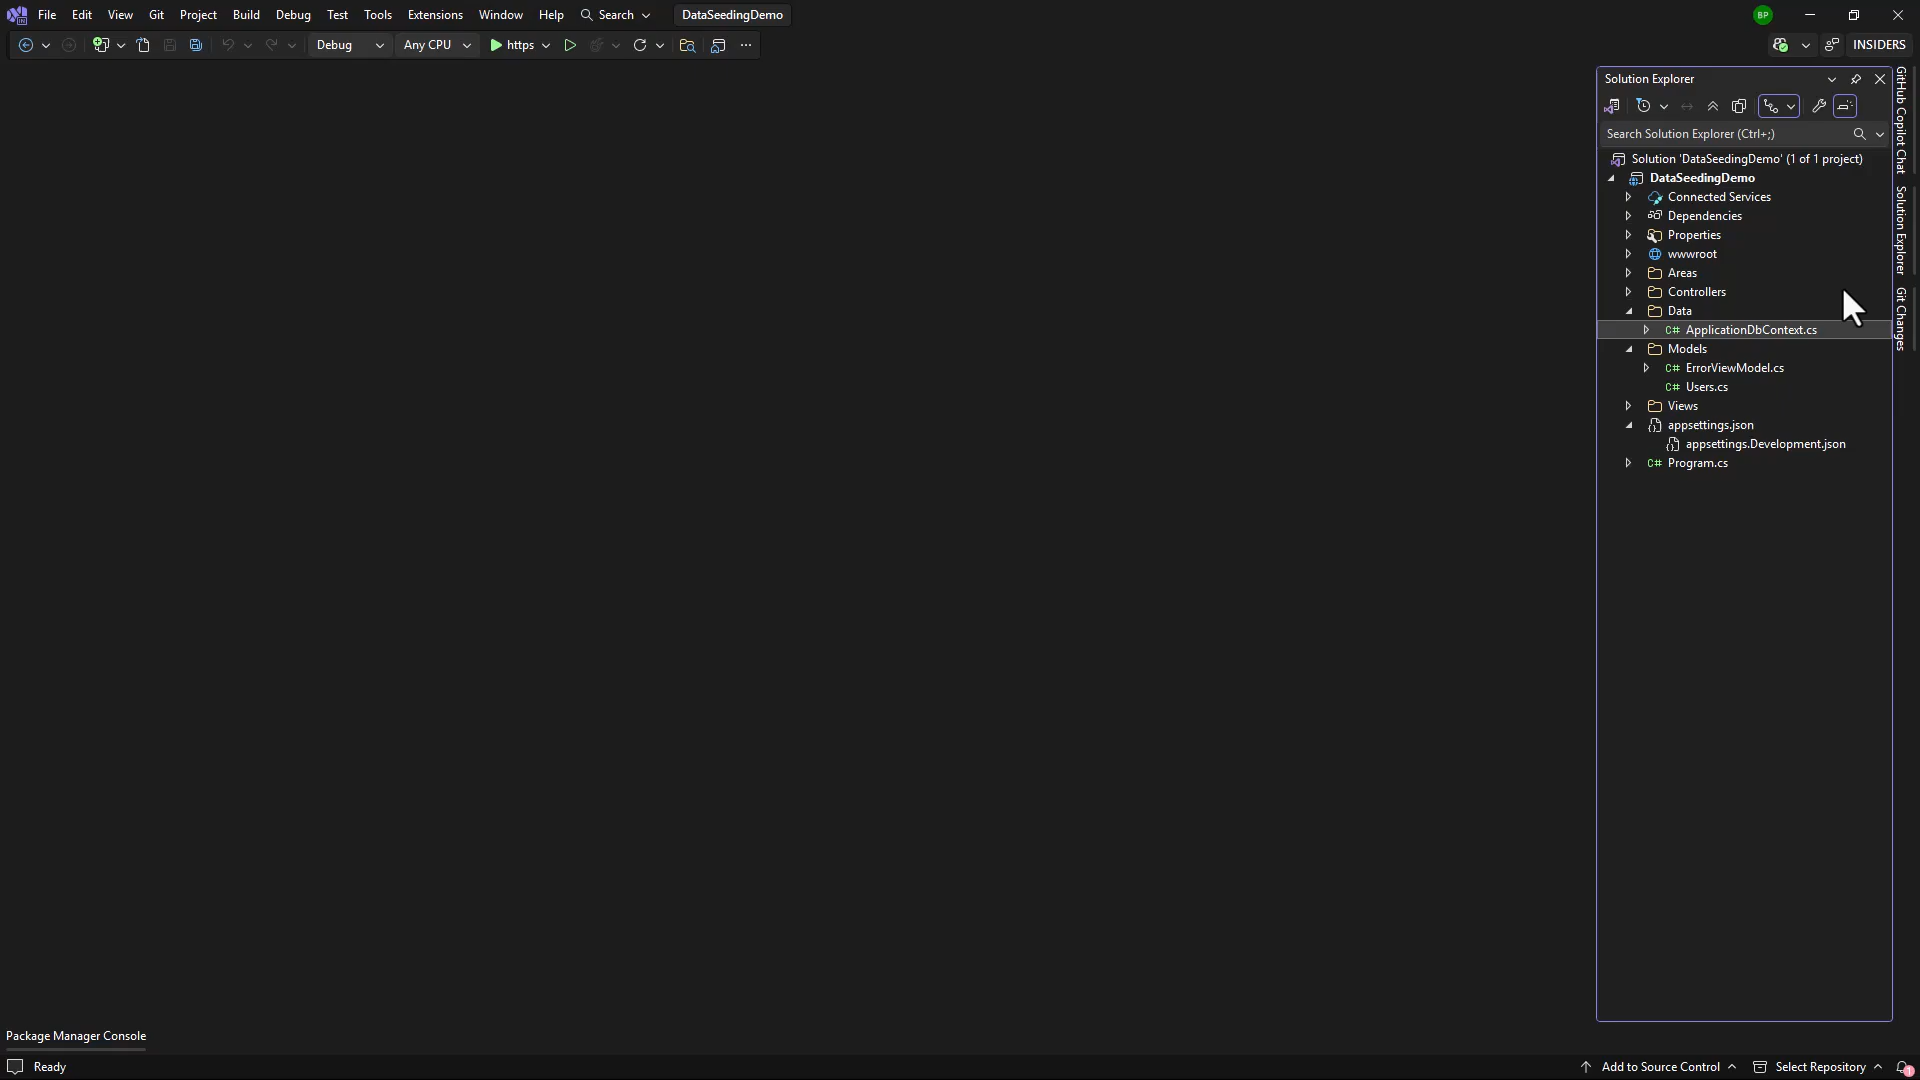 File Edit View Git Project Build Debug Test Tools Extensions Window Help Search DataSeedingDemo BP
Debug Any CPU https INSIDERS
Solution Explorer
Search Solution Explorer (Ctrl+;)
Solution 'DataSeedingDemo' (1 of 1 project)
DataSeedingDemo
Connected Services
Dependencies
Properties
wwwroot
Areas
Controllers
Data
C# ApplicationDbContext.cs
Models
C# ErrorViewModel.cs
C# Users.cs
Views
appsettings.json
appsettings.Development.json
C# Program.cs
GitHub Copilot Chat
Solution Explorer
Git Changes
Package Manager Console
Ready Add to Source Control Select Repository 1